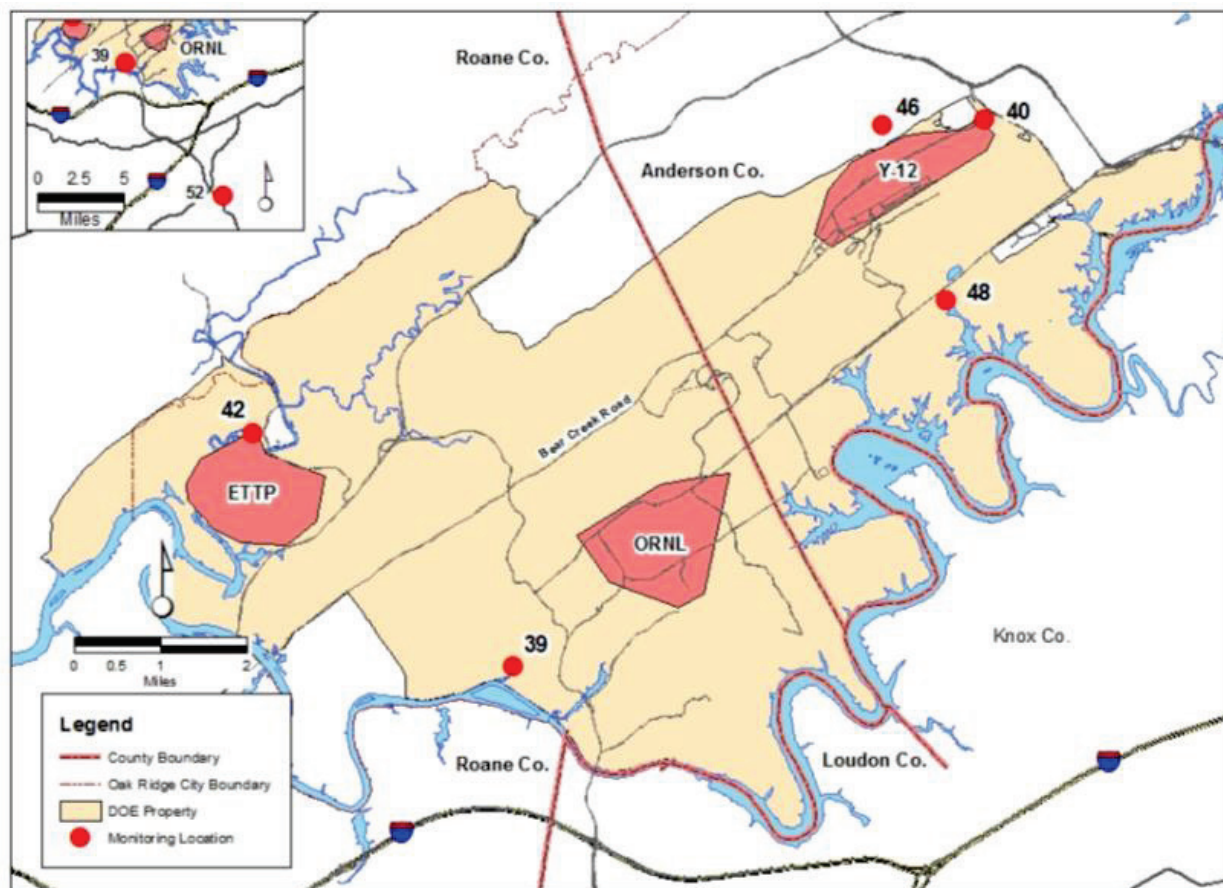 ORNL
39
0 2.5 5
Miles
52
Roane Co.
46
40
Anderson Co.
Y-12
48
42
Bear Creek Road
ETTP
ORNL
0 0.5 1 2
Miles
39
Knox Co.
Legend
County Boundary
Oak Ridge City Boundary
DOE Property
Monitoring Location
Roane Co.
Loudon Co.